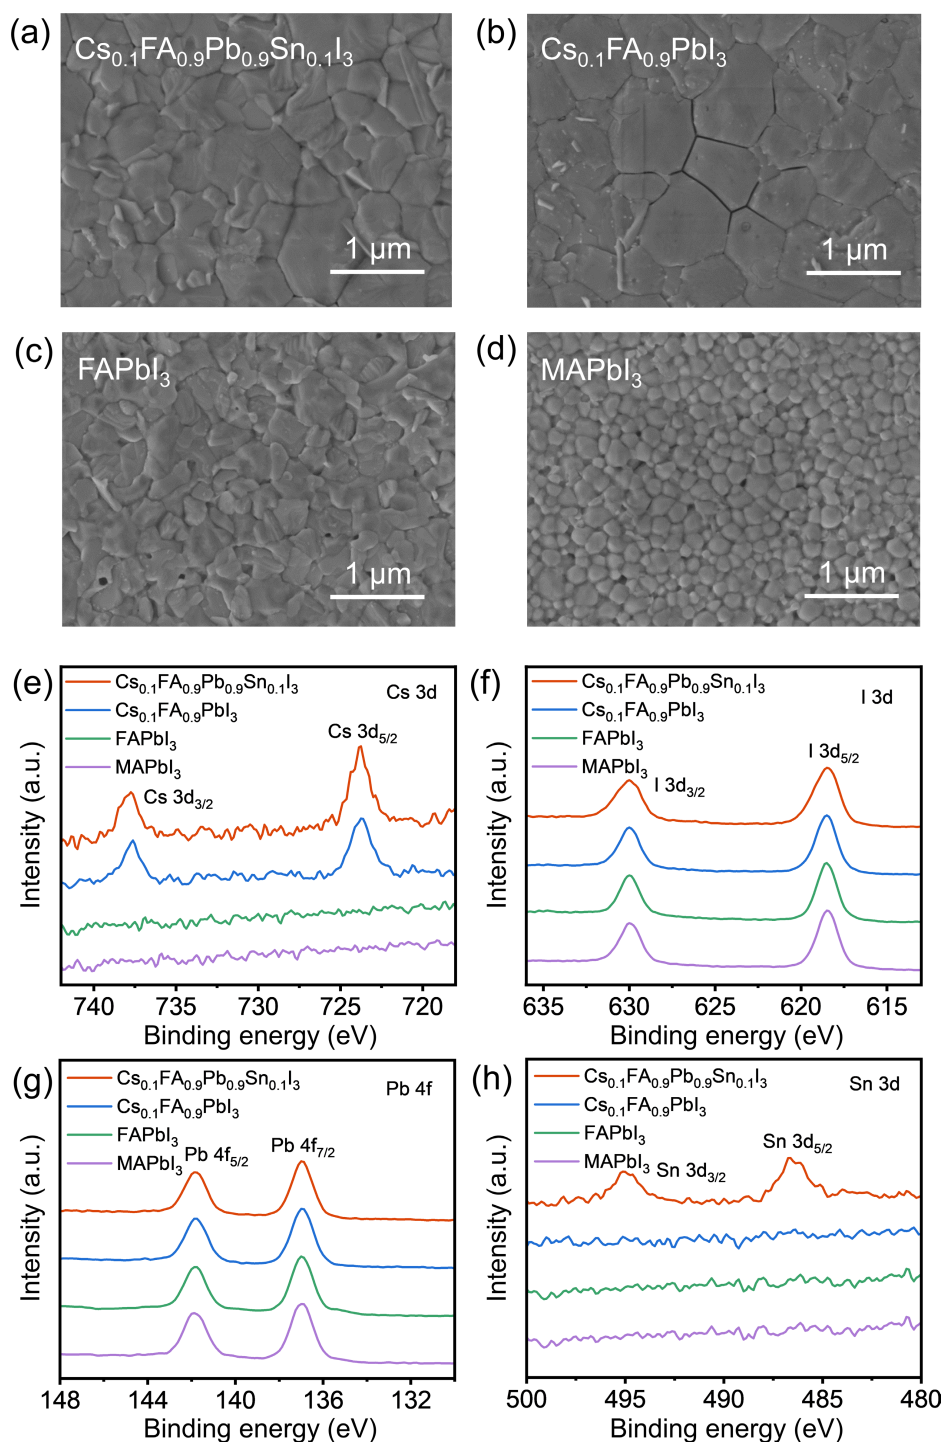 (a)
Cs0.1FA0.9Pb0.9Sn0.1I3
1 μm
(b)
Cs0.1FA0.9PbI3
1 μm
(c)
FAPbI3
1 μm
(d)
MAPbI3
1 μm
(e)
Cs0.1FA0.9Pb0.9Sn0.1I3
Cs 3d
Cs0.1FA0.9PbI3
Cs 3d5/2
FAPbI3
MAPbI3
Cs 3d3/2
Intensity (a.u.)
740 735 730 725 720
Binding energy (eV)
(f)
Cs0.1FA0.9Pb0.9Sn0.1I3
I 3d
Cs0.1FA0.9PbI3
FAPbI3
I 3d5/2
MAPbI3
I 3d3/2
Intensity (a.u.)
635 630 625 620 615
Binding energy (eV)
(g)
Cs0.1FA0.9Pb0.9Sn0.1I3
Pb 4f
Cs0.1FA0.9PbI3
FAPbI3
Pb 4f7/2
MAPbI3
Pb 4f5/2
Intensity (a.u.)
148 144 140 136 132
Binding energy (eV)
(h)
Cs0.1FA0.9Pb0.9Sn0.1I3
Sn 3d
Cs0.1FA0.9PbI3
FAPbI3
Sn 3d5/2
MAPbI3
Sn 3d3/2
Intensity (a.u.)
500 495 490 485 480
Binding energy (eV)